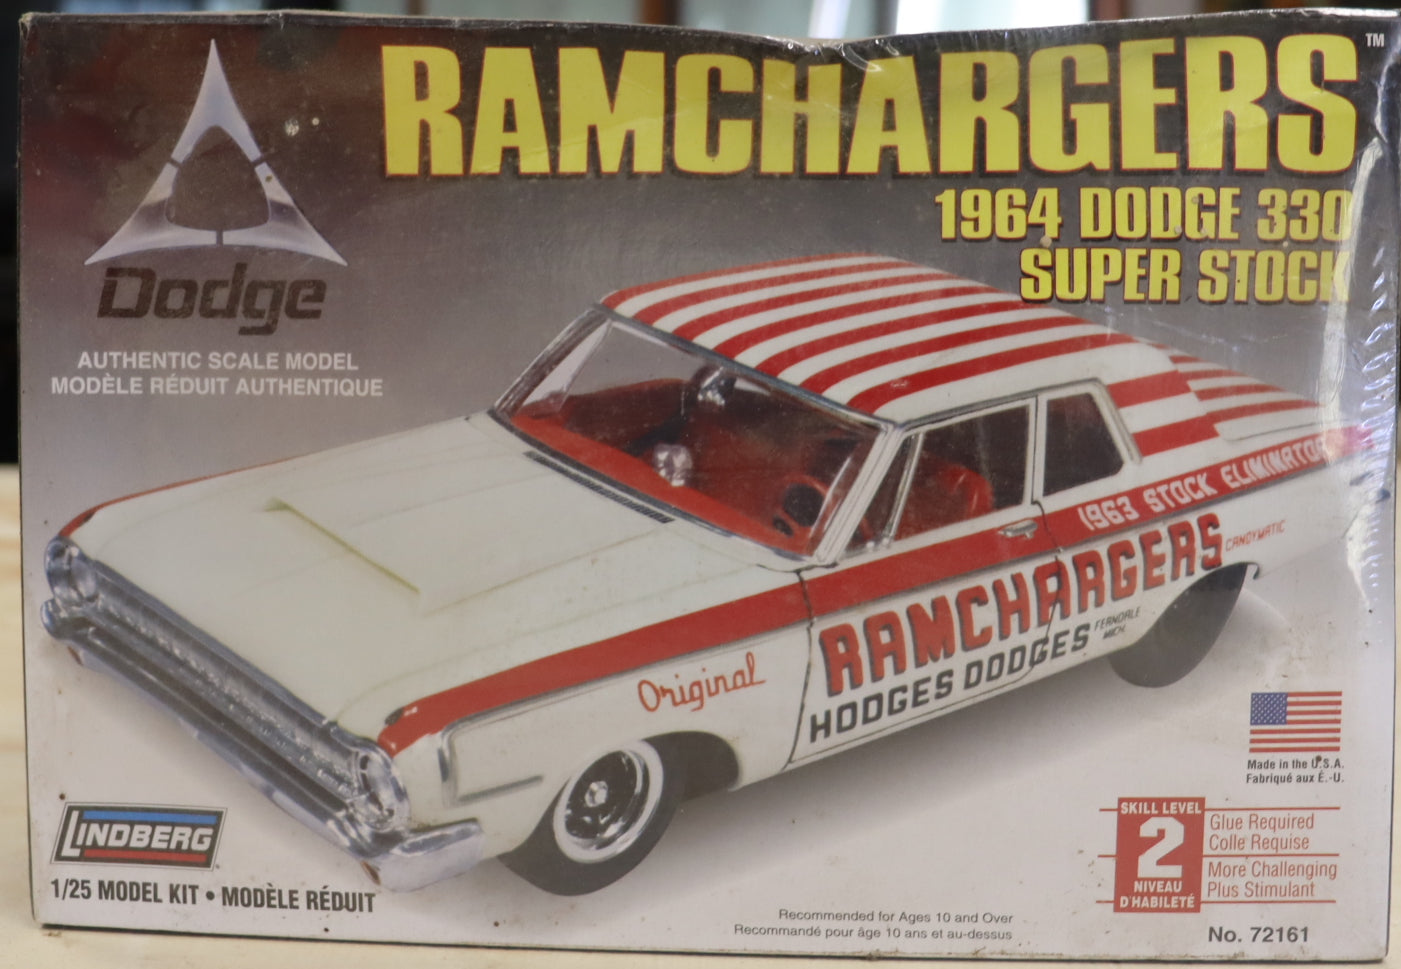 RAMCHARGERS™
1964 DODGE 330
SUPER STOCK
Dodge
AUTHENTIC SCALE MODEL
MODÈLE RÉDUIT AUTHENTIQUE
1963 STOCK ELIMINATOR
RAMCHARGERS
CANDYMATIC
HODGES DODGES
FERNDALE
MICH.
Original
Made in the U.S.A.
Fabriqué aux É.-U.
LINDBERG
1/25 MODEL KIT • MODÈLE RÉDUIT
SKILL LEVEL
2
NIVEAU
D'HABILETÉ
Glue Required
Colle Requise
More Challenging
Plus Stimulant
Recommended for Ages 10 and Over
Recommandé pour âge 10 ans et au-dessus
No. 72161